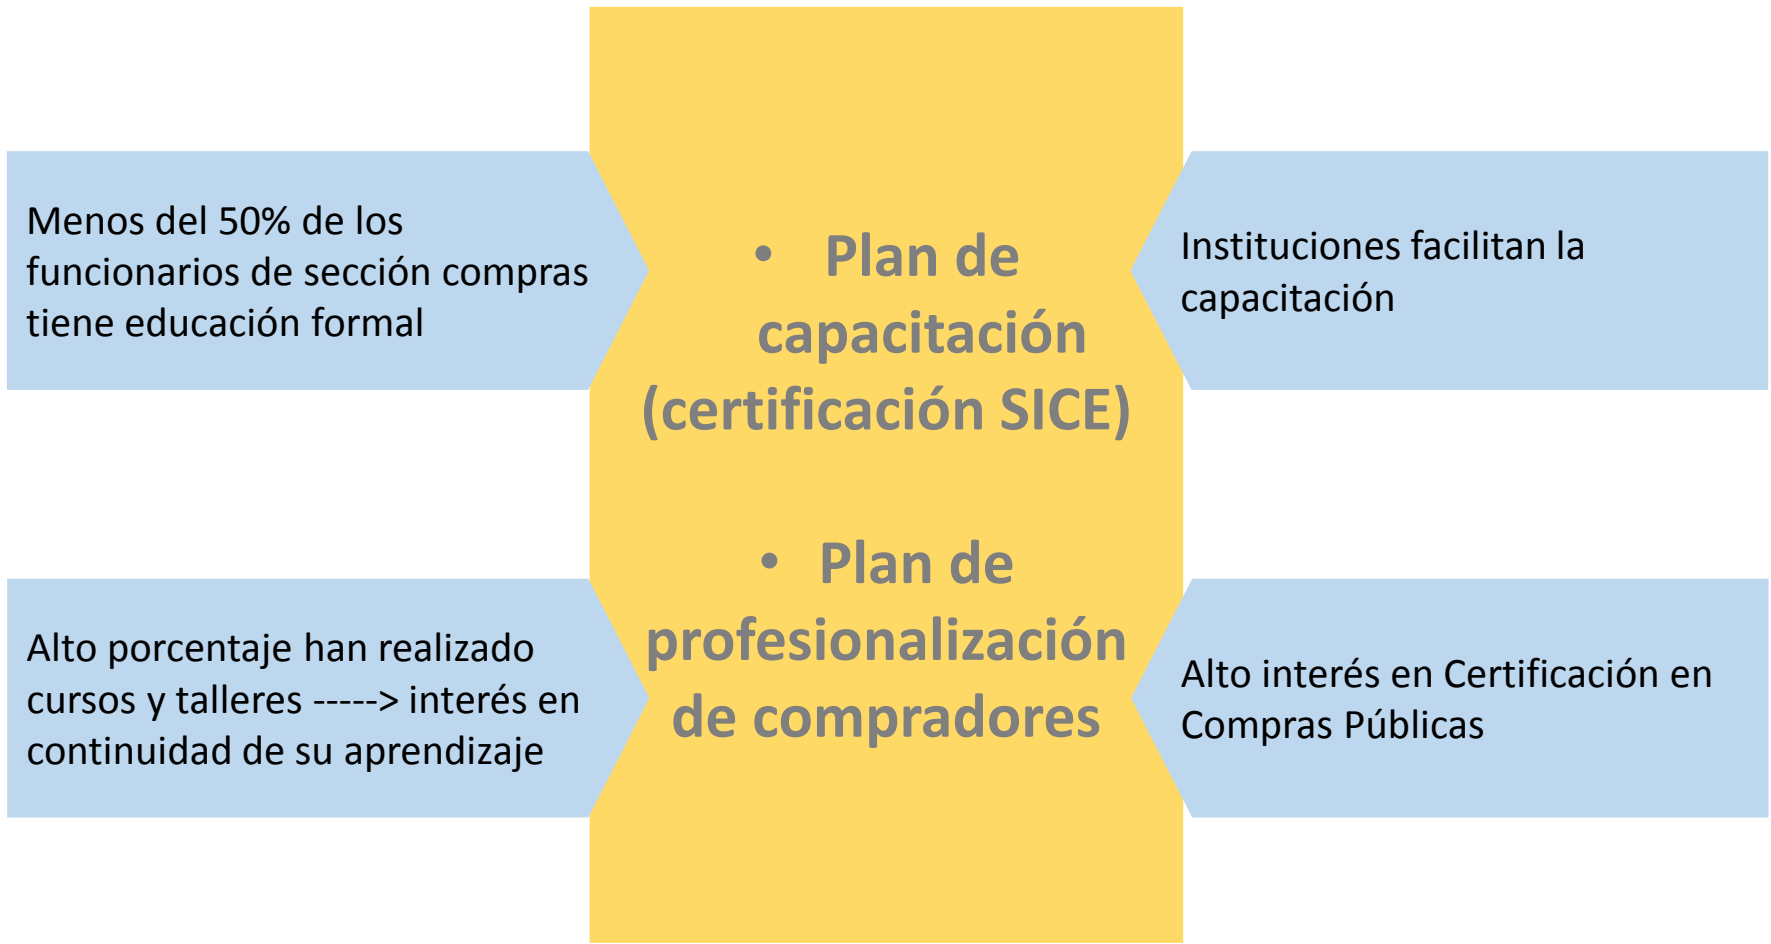 Menos del 50% de los
funcionarios de sección compras
tiene educación formal
Alto porcentaje han realizado
cursos y talleres -----> interés en
continuidad de su aprendizaje
• Plan de
capacitación
(certificación SICE)
• Plan de
profesionalización
de compradores
Instituciones facilitan la
capacitación
Alto interés en Certificación en
Compras Públicas